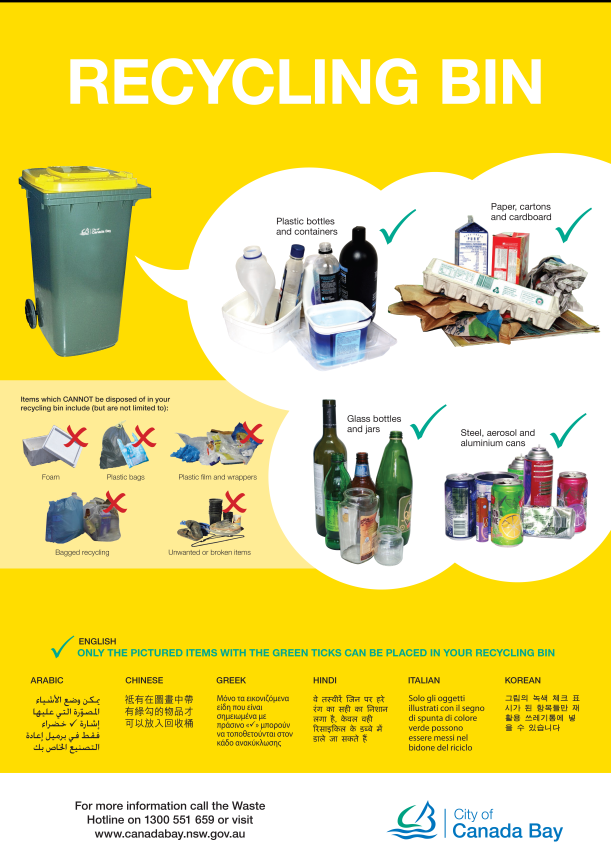 RECYCLING BIN
City of
Canada Bay
Plastic bottles
and containers
Paper, cartons
and cardboard
Items which CANNOT be disposed of in your
recycling bin include (but are not limited to):
Foam
Plastic bags
Plastic film and wrappers
Bagged recycling
Unwanted or broken items
Glass bottles
and jars
Steel, aerosol and
aluminium cans
ENGLISH
ONLY THE PICTURED ITEMS WITH THE GREEN TICKS CAN BE PLACED IN YOUR RECYCLING BIN
ARABIC
يمكن وضع الأشياء
المصوّرة التي عليها
إشارة ✓ خضراء
فقط في برميل إعادة
التصنيع الخاص بك
CHINESE
祗有在圖畫中帶
有綠勾的物品才
可以放入回收桶
GREEK
Μόνο τα εικονιζόμενα
είδη που είναι
σημειωμένα με
πράσινο «✓» μπορούν
να τοποθετούνται στον
κάδο ανακύκλωσης
HINDI
ये तस्वीरें जिन पर हरे
रंग का सही का निशान
लगा है, केवल वही
रिसाइकिल के डब्बे में
डाले जा सकते हैं
ITALIAN
Solo gli oggetti
illustrati con il segno
di spunta di colore
verde possono
essere messi nel
bidone del riciclo
KOREAN
그림의 녹색 체크 표
시가 된 항목들만 재
활용 쓰레기통에 넣
을 수 있습니다
For more information call the Waste
Hotline on 1300 551 659 or visit
www.canadabay.nsw.gov.au
City of
Canada Bay